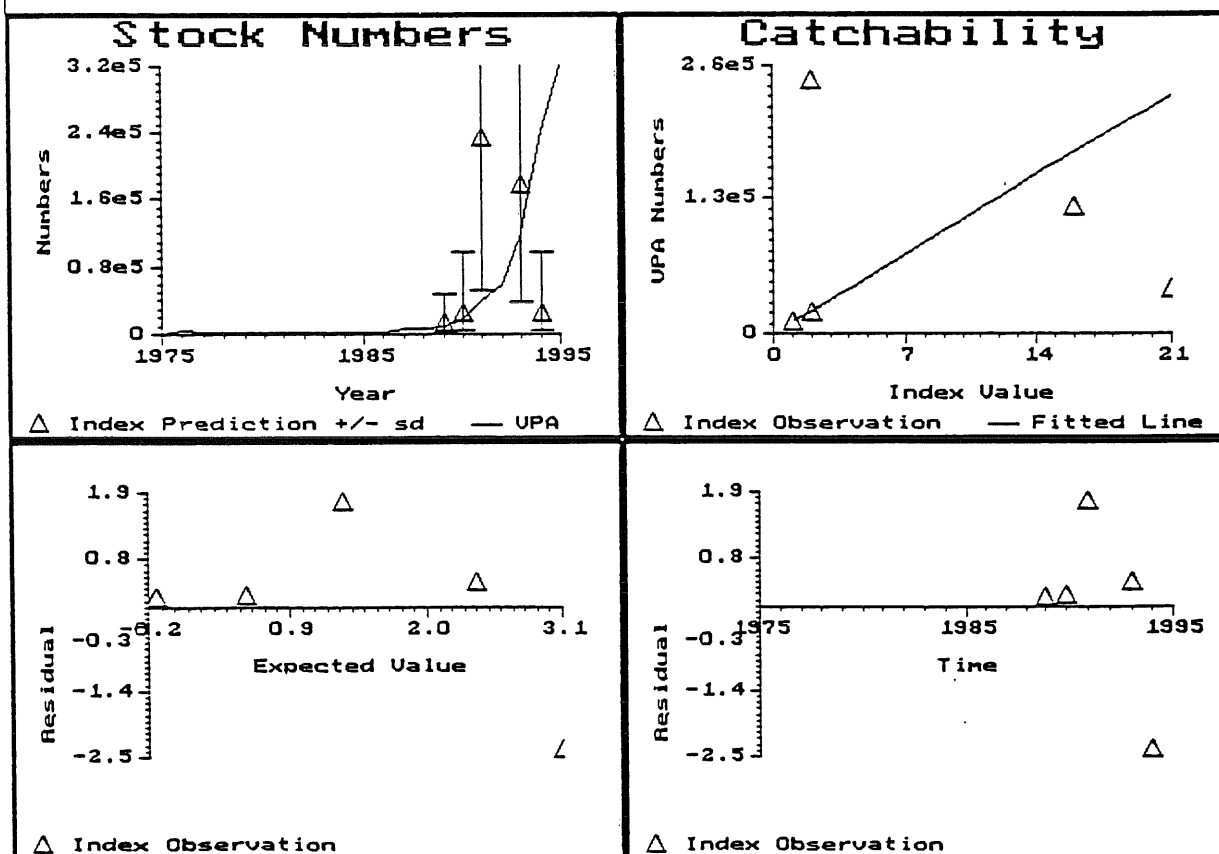 Stock Numbers
3.2e5
2.4e5
1.6e5
0.8e5
0
Numbers
1975 1985 1995
Year
△ Index Prediction +/- sd — VPA
Catchability
2.6e5
1.3e5
0
VPA Numbers
0 7 14 21
Index Value
△ Index Observation — Fitted Line
1.9
0.8
-0.3
-1.4
-2.5
Residual
-0.2 0.9 2.0 3.1
Expected Value
△ Index Observation
1.9
0.8
-0.3
-1.4
-2.5
Residual
1975 1985 1995
Time
△ Index Observation